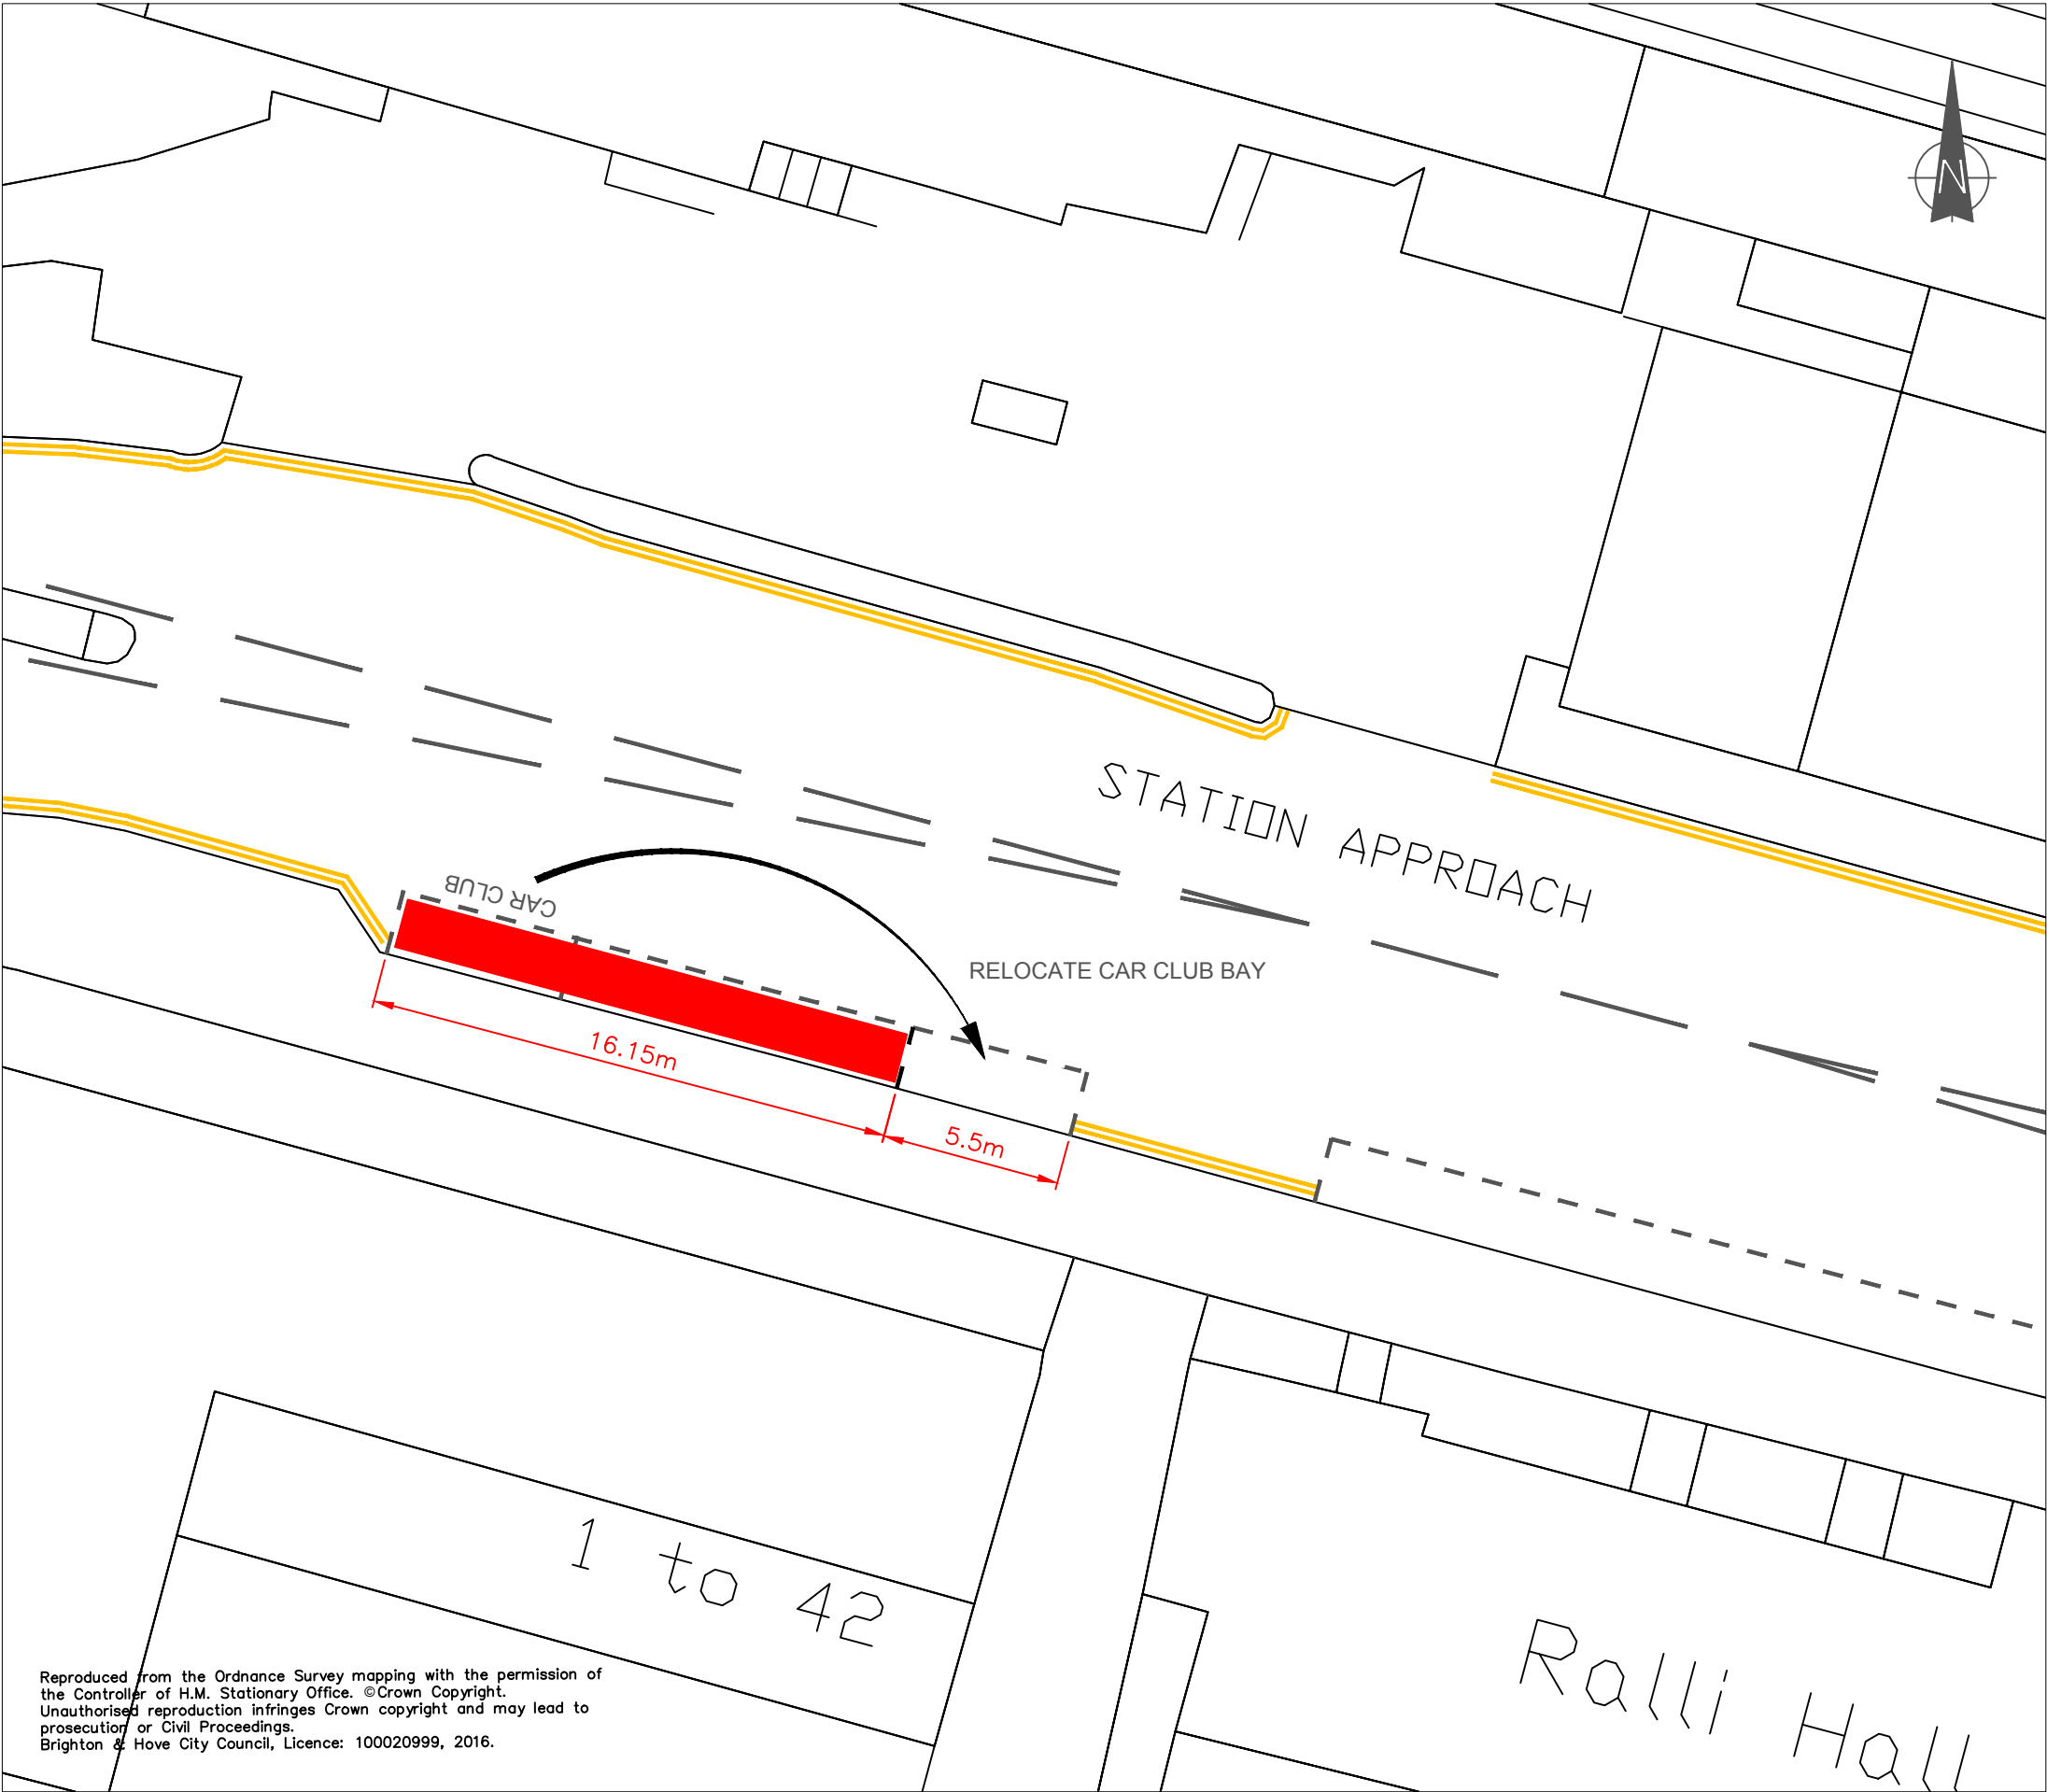 N
STATION APPROACH
CAR CLUB
RELOCATE CAR CLUB BAY
16.15m
5.5m
1 to 42
Ralli Hall
Reproduced from the Ordnance Survey mapping with the permission of
the Controller of H.M. Stationary Office. ©Crown Copyright.
Unauthorised reproduction infringes Crown copyright and may lead to
prosecution or Civil Proceedings.
Brighton & Hove City Council, Licence: 100020999, 2016.